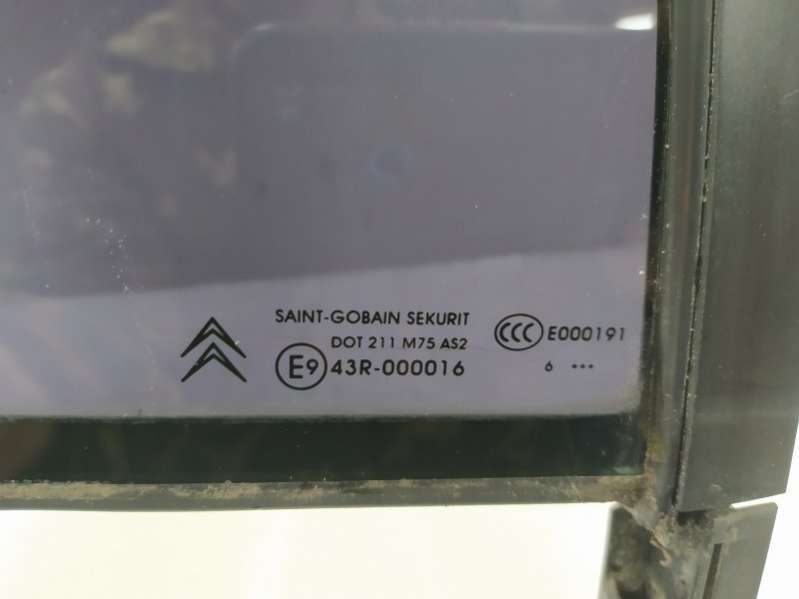 SAINT-GOBAIN SEKURIT
DOT 211 M75 AS2
E9 43R-000016
CCC E000191
6 •••